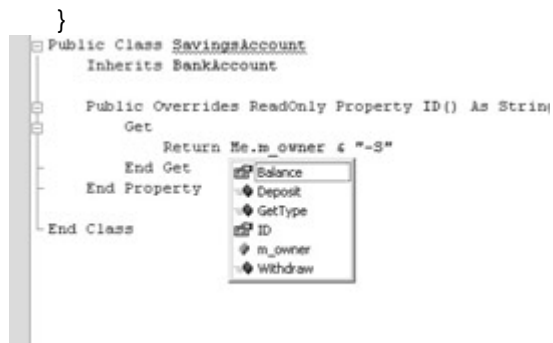 }
Public Class SavingsAccount
Inherits BankAccount
Public Overrides ReadOnly Property ID() As String
Get
Return Me.m_owner & "-S"
End Get
End Property
End Class
Balance
Deposit
GetType
ID
m_owner
Withdraw